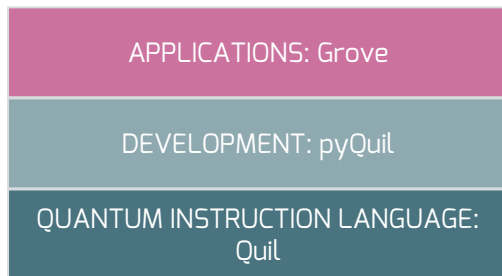 APPLICATIONS: Grove
DEVELOPMENT: pyQuil
QUANTUM INSTRUCTION LANGUAGE:
Quil